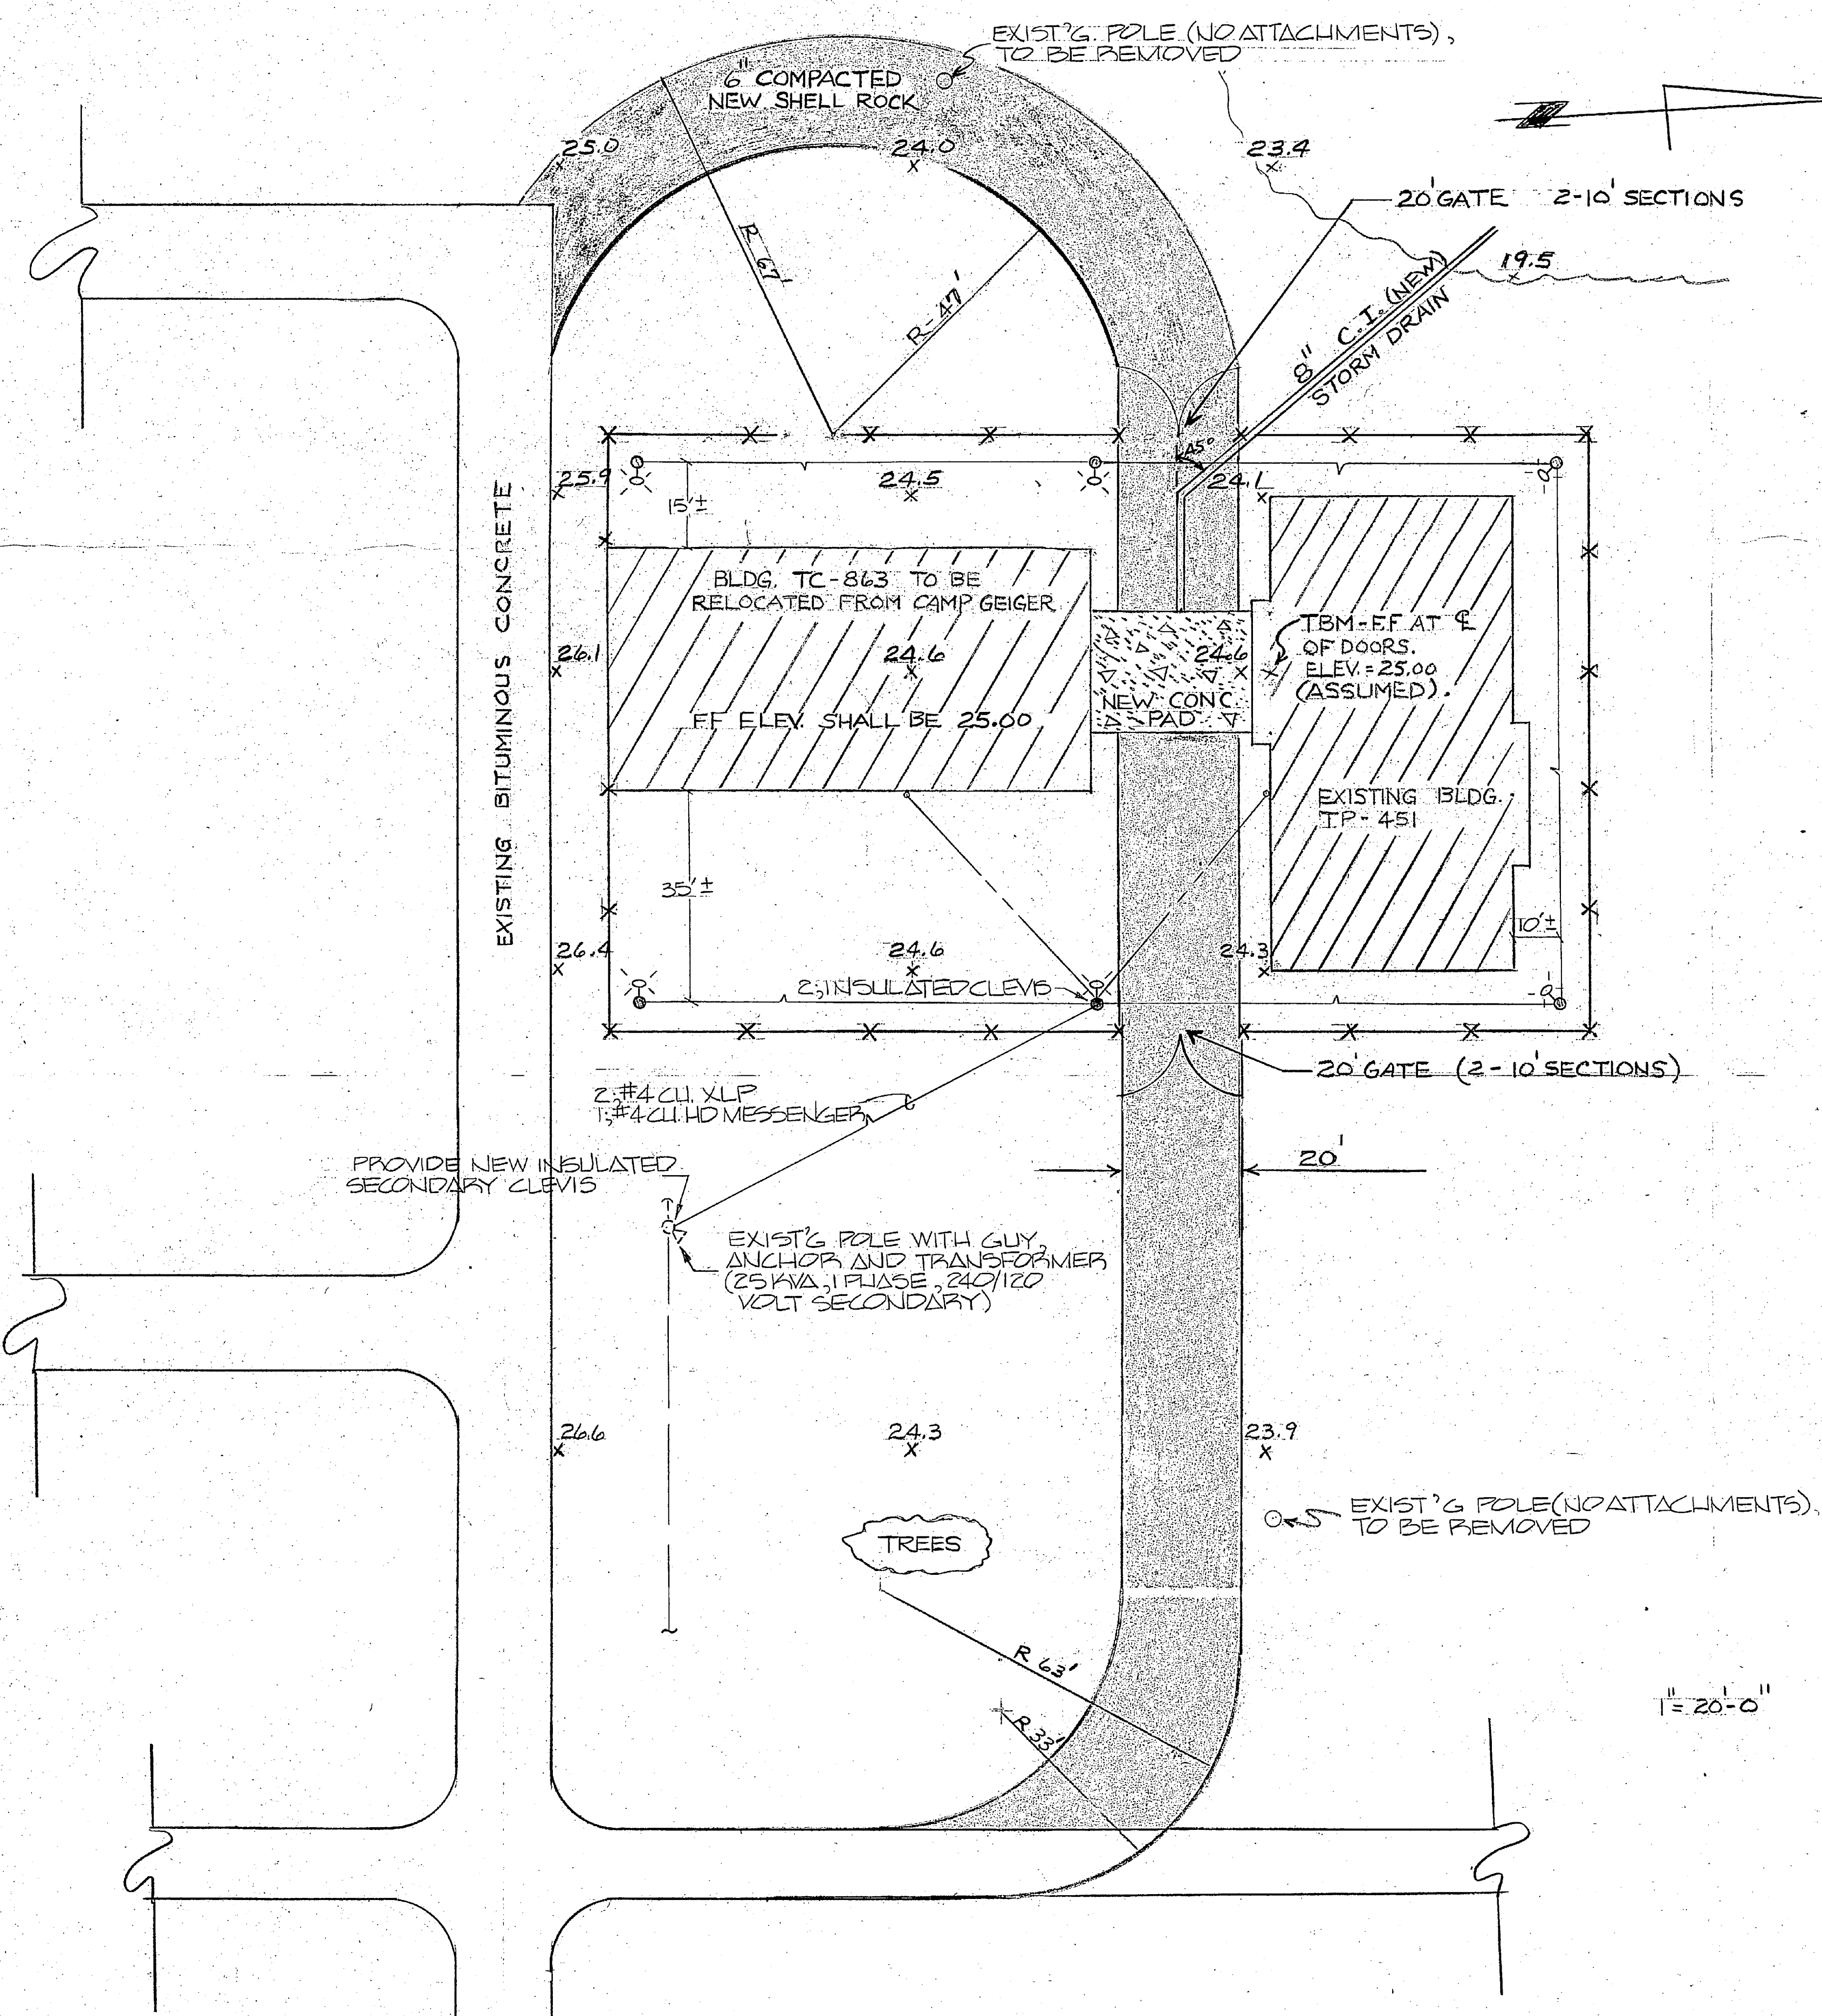 EXIST'G. POLE (NO ATTACHMENTS),
TO BE REMOVED
6" COMPACTED
NEW SHELL ROCK
25.0
24.0
23.4
20' GATE 2-10' SECTIONS
R 67'
R-47'
19.5
8" C.I. (NEW)
STORM DRAIN
45°
25.9
24.5
24.1
15'±
EXISTING BITUMINOUS CONCRETE
BLDG. TC-863 TO BE
RELOCATED FROM CAMP GEIGER
26.1
24.6
24.6
TBM-FF AT ℄
OF DOORS.
ELEV.=25.00
(ASSUMED).
FF ELEV. SHALL BE 25.00
NEW CONC.
PAD
EXISTING BLDG.
TP-451
35'±
10'±
26.4
24.6
24.3
2; INSULATED CLEVIS
20' GATE (2-10' SECTIONS)
2;#4 CU. XLP
1;#4 CU. HD MESSENGER
PROVIDE NEW INSULATED
SECONDARY CLEVIS
20'
EXIST'G POLE WITH GUY,
ANCHOR AND TRANSFORMER
(25 KVA, 1 PHASE, 240/120
VOLT SECONDARY)
26.6
24.3
23.9
EXIST'G POLE (NO ATTACHMENTS).
TO BE REMOVED
TREES
R 63'
R 33'
1"=20'-0"